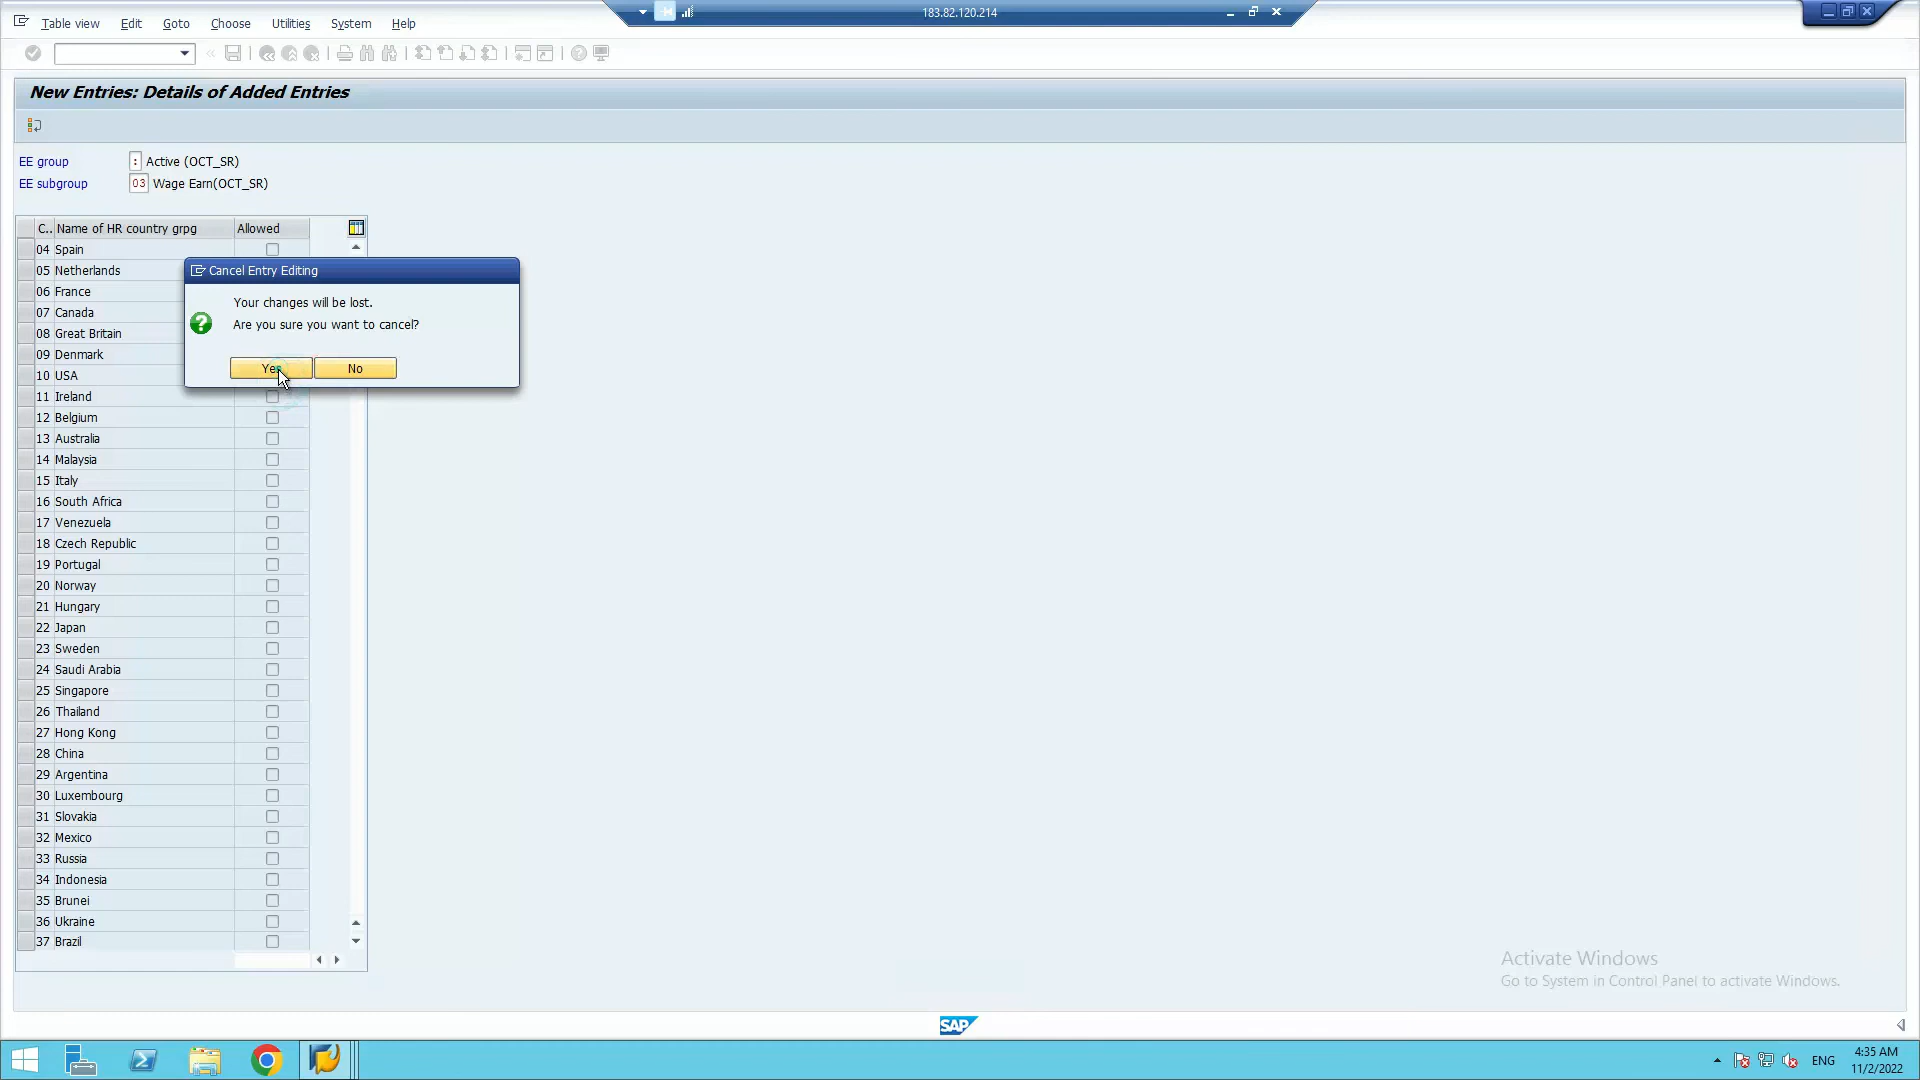 183.82.120.214
Table view Edit Goto Choose Utilities System Help
New Entries: Details of Added Entries
EE group : Active (OCT_SR)
EE subgroup 03 Wage Earn(OCT_SR)
C.. Name of HR country grpg Allowed
04 Spain
05 Netherlands
06 France
07 Canada
08 Great Britain
09 Denmark
10 USA
11 Ireland
12 Belgium
13 Australia
14 Malaysia
15 Italy
16 South Africa
17 Venezuela
18 Czech Republic
19 Portugal
20 Norway
21 Hungary
22 Japan
23 Sweden
24 Saudi Arabia
25 Singapore
26 Thailand
27 Hong Kong
28 China
29 Argentina
30 Luxembourg
31 Slovakia
32 Mexico
33 Russia
34 Indonesia
35 Brunei
36 Ukraine
37 Brazil
Cancel Entry Editing
Your changes will be lost.
Are you sure you want to cancel?
Yes No
Activate Windows
Go to System in Control Panel to activate Windows.
SAP
ENG
4:35 AM
11/2/2022